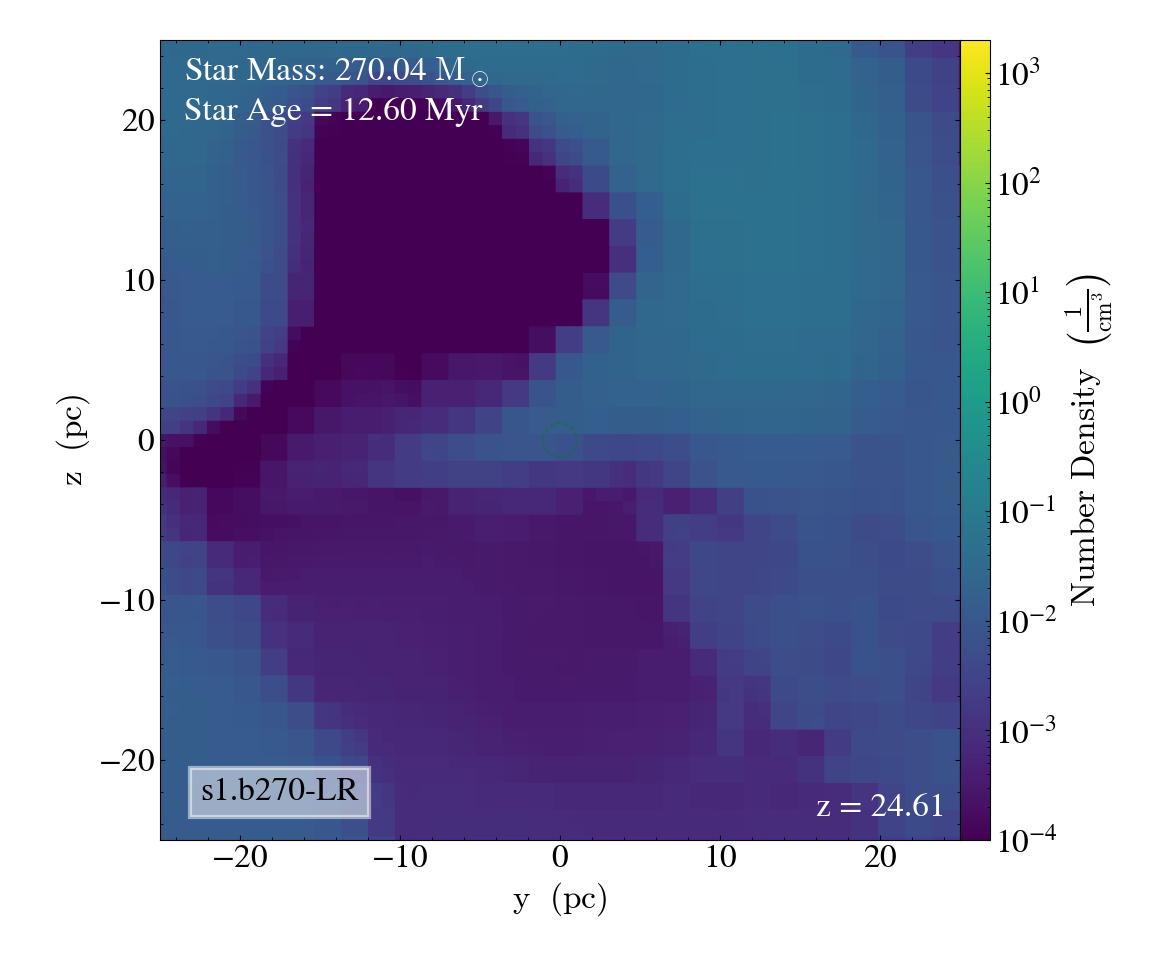 Star Mass: 270.04 M⊙
Star Age = 12.60 Myr
20
10
0
−10
−20
z (pc)
s1.b270-LR
z = 24.61
−20 −10 0 10 20
y (pc)
10³
10²
10¹
10⁰
10⁻¹
10⁻²
10⁻³
10⁻⁴
Number Density (1/cm³)